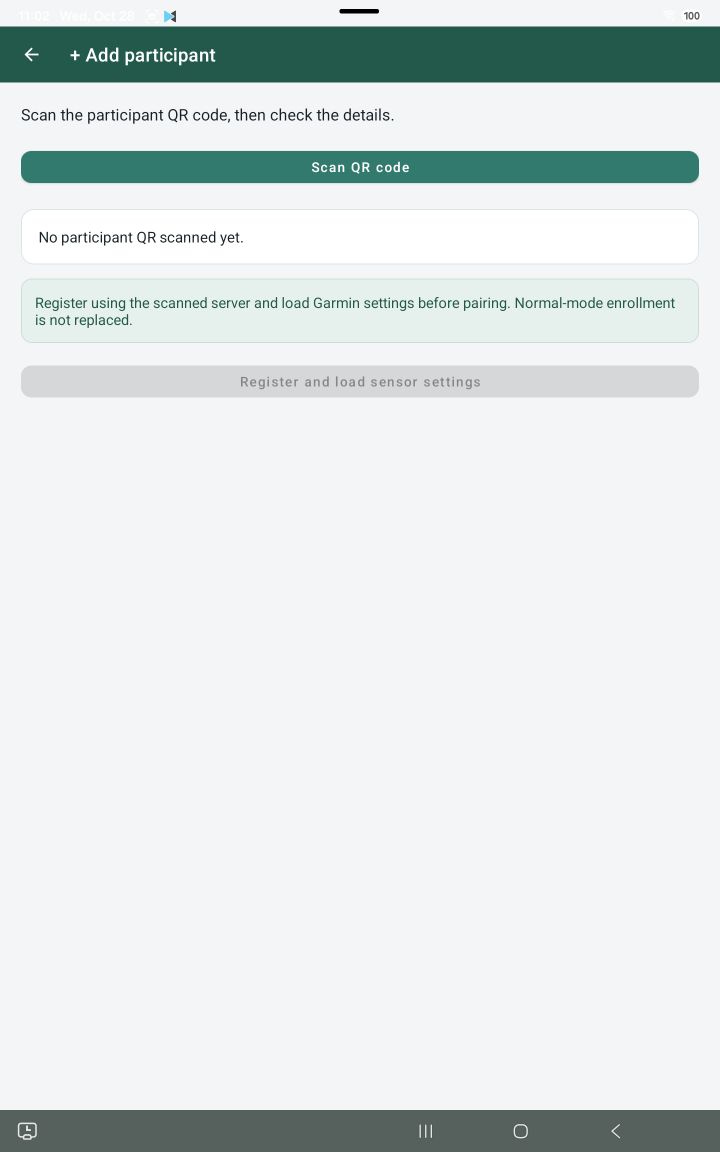 11:02 Wed, Oct 28
100
+ Add participant
Scan the participant QR code, then check the details.
Scan QR code
No participant QR scanned yet.
Register using the scanned server and load Garmin settings before pairing. Normal-mode enrollment
is not replaced.
Register and load sensor settings